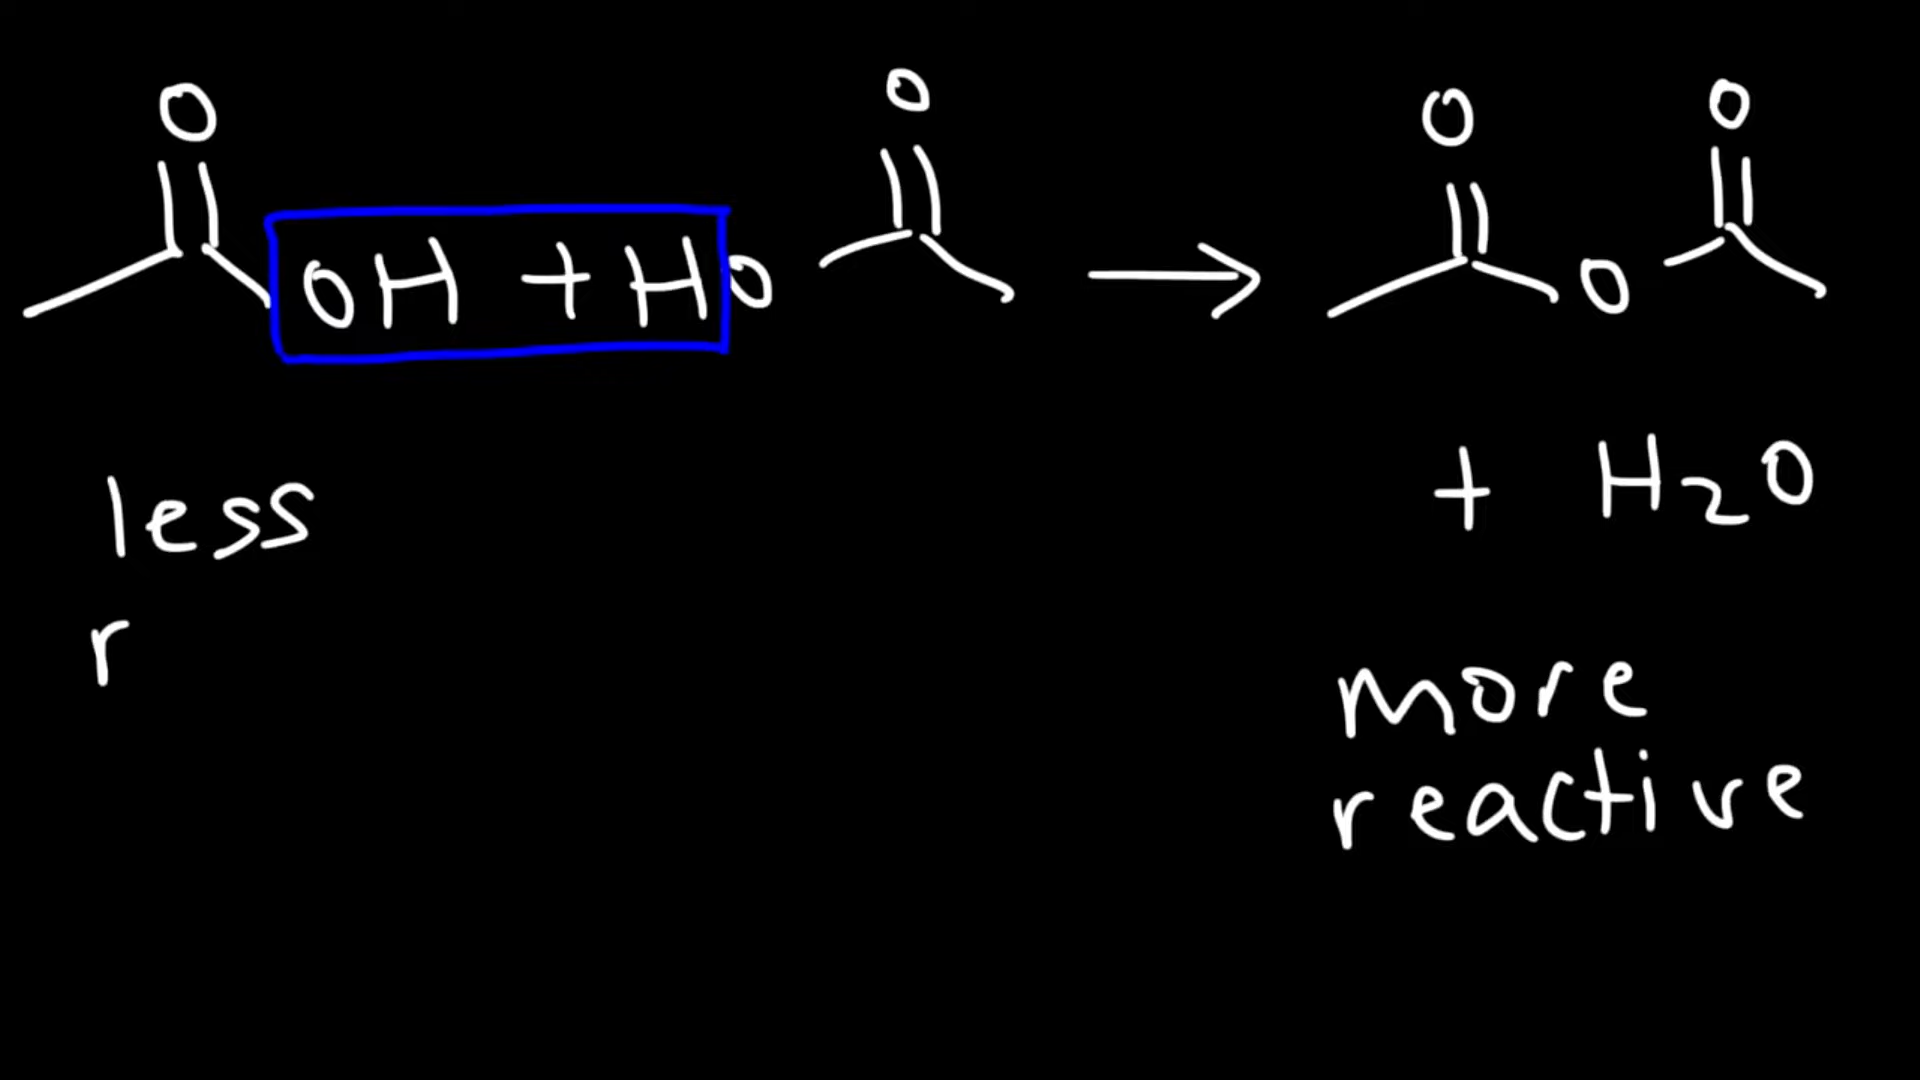 O O O O
OH + HO O
+ H2O
less
r
more
reactive